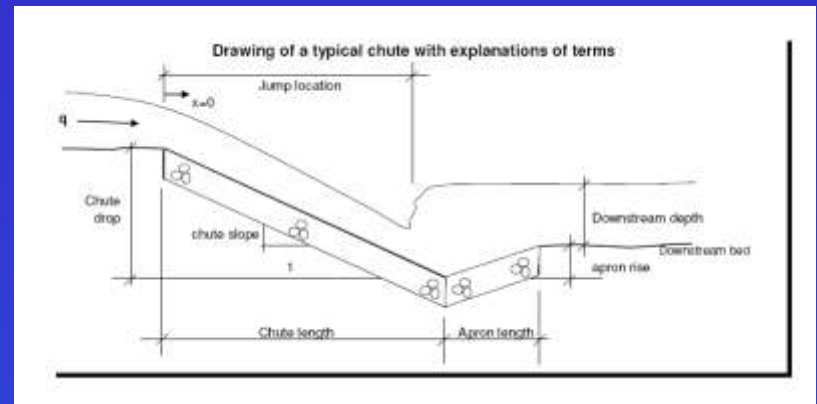 Drawing of a typical chute with explanations of terms
Jump location
x=0
q
Chute
drop
chute slope
1
Downstream depth
Downstream bed
apron rise
Chute length
Apron length